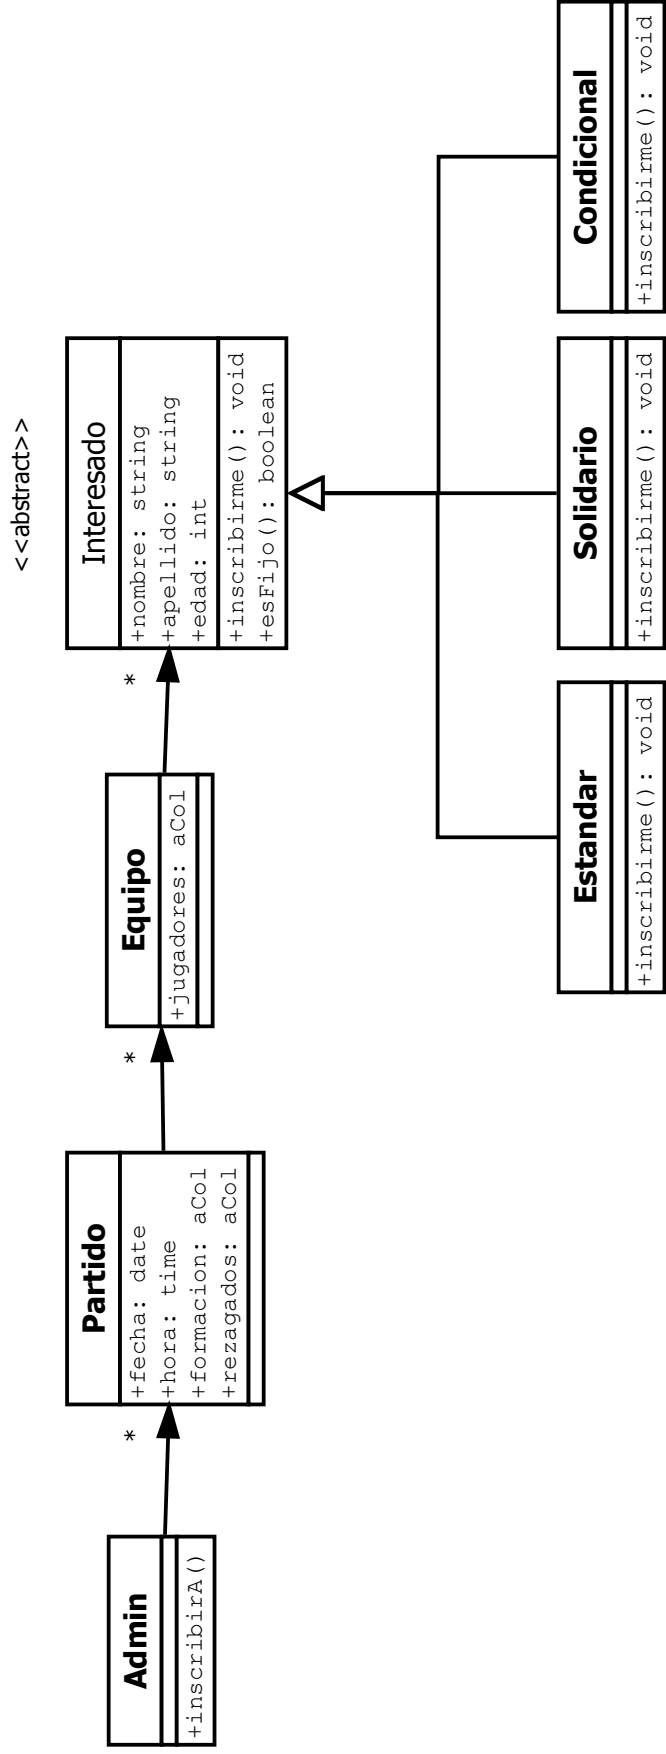 <<abstract>>
Admin
+inscribirA()
*
Partido
+fecha: date
+hora: time
+formacion: aCol
+rezagados: aCol
*
Equipo
+jugadores: aCol
*
Interesado
+nombre: string
+apellido: string
+edad: int
+inscribirme(): void
+esFijo(): boolean
Estandar
+inscribirme(): void
Solidario
+inscribirme(): void
Condicional
+inscribirme(): void